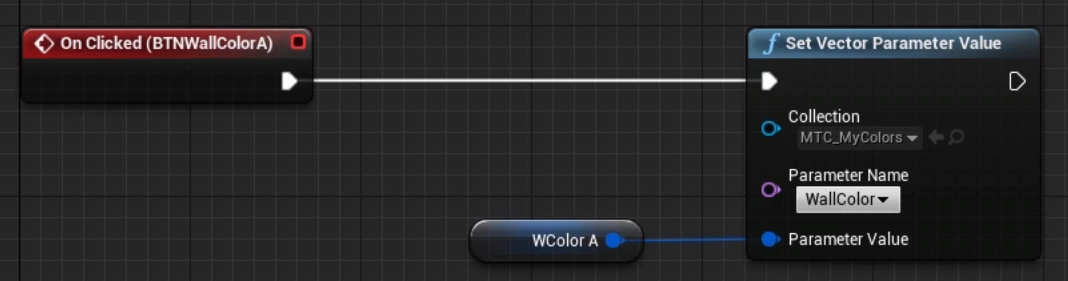 On Clicked (BTNWallColorA)
f Set Vector Parameter Value
Collection
MTC_MyColors
Parameter Name
WallColor
WColor A
Parameter Value